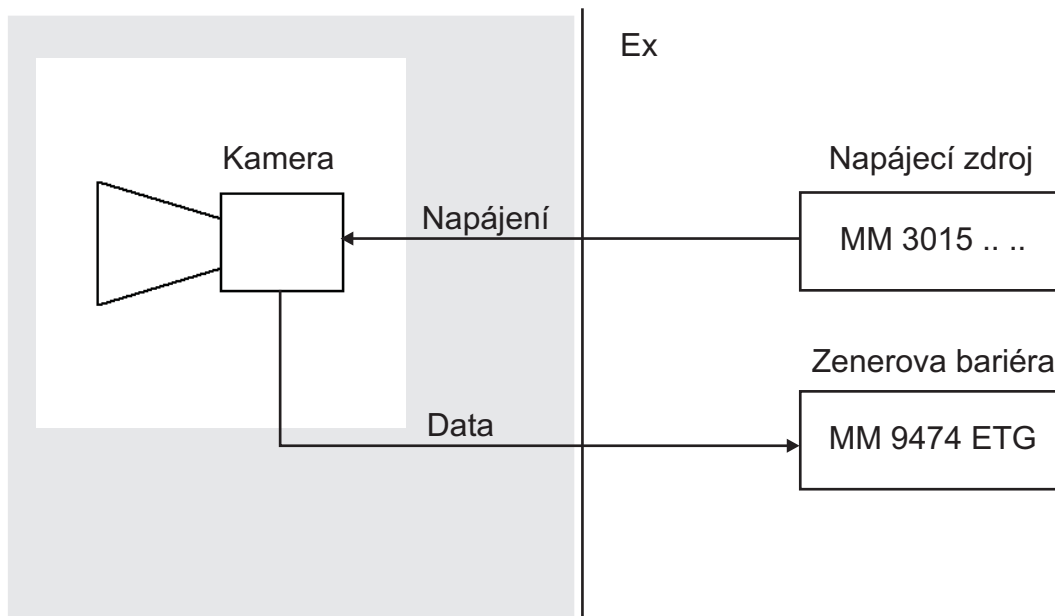 Ex
Kamera
Napájecí zdroj
Napájení
MM 3015 .. ..
Zenerova bariéra
Data
MM 9474 ETG